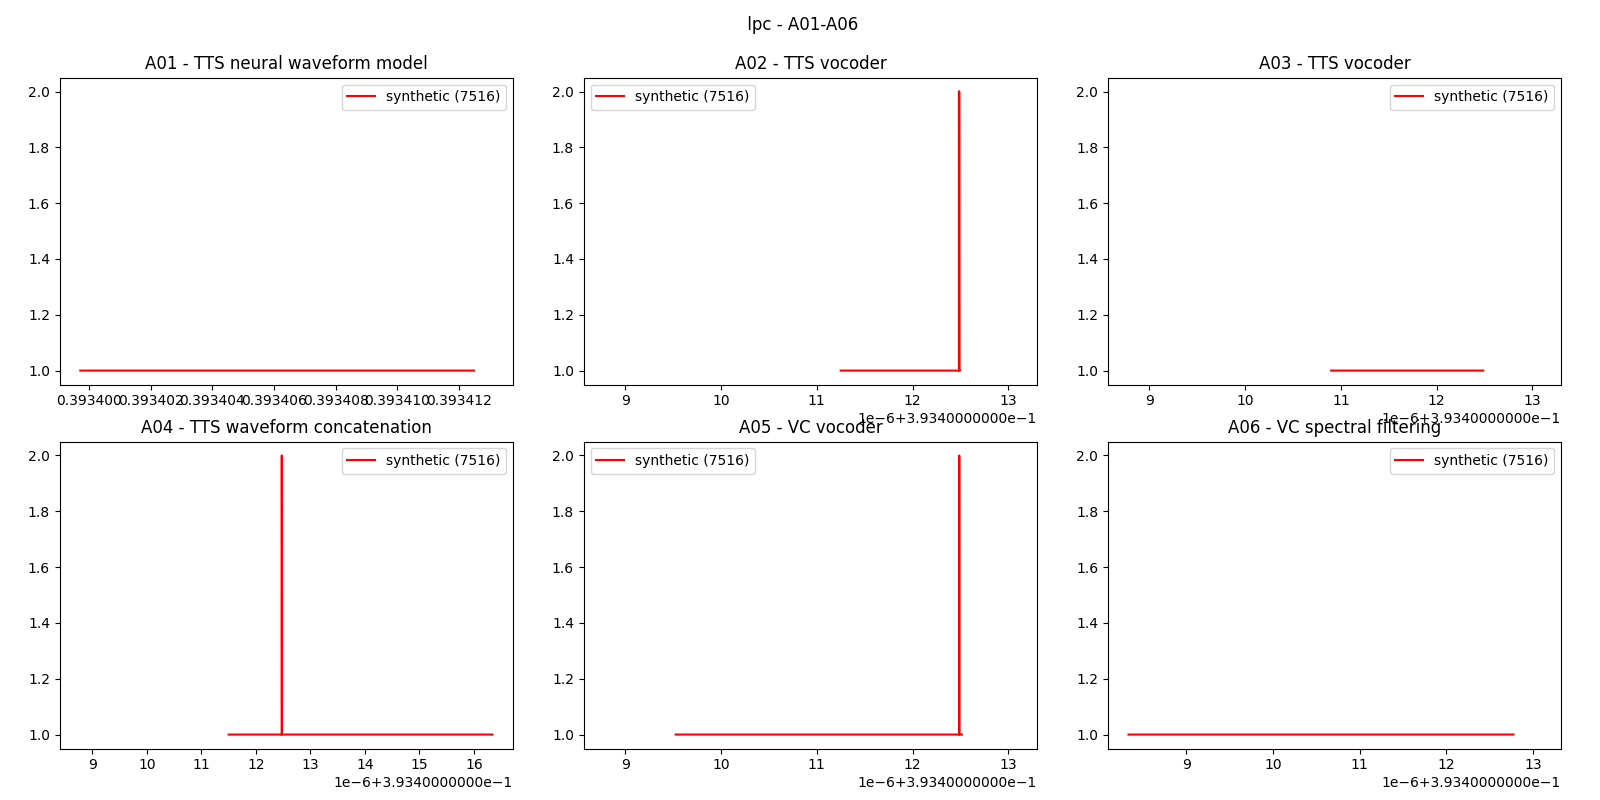 lpc - A01-A06
A01 - TTS neural waveform model
A02 - TTS vocoder
A03 - TTS vocoder
synthetic (7516)
synthetic (7516)
synthetic (7516)
2.0
1.8
1.6
1.4
1.2
1.0
2.0
1.8
1.6
1.4
1.2
1.0
2.0
1.8
1.6
1.4
1.2
1.0
0.393400 0.393402 0.393404 0.393406 0.393408 0.393410 0.393412
9 10 11 12 13
1e−6+3.9340000000e−1
9 10 11 12 13
1e−6+3.9340000000e−1
A04 - TTS waveform concatenation
A05 - VC vocoder
A06 - VC spectral filtering
synthetic (7516)
synthetic (7516)
synthetic (7516)
2.0
1.8
1.6
1.4
1.2
1.0
2.0
1.8
1.6
1.4
1.2
1.0
2.0
1.8
1.6
1.4
1.2
1.0
9 10 11 12 13 14 15 16
1e−6+3.9340000000e−1
9 10 11 12 13
1e−6+3.9340000000e−1
9 10 11 12 13
1e−6+3.9340000000e−1